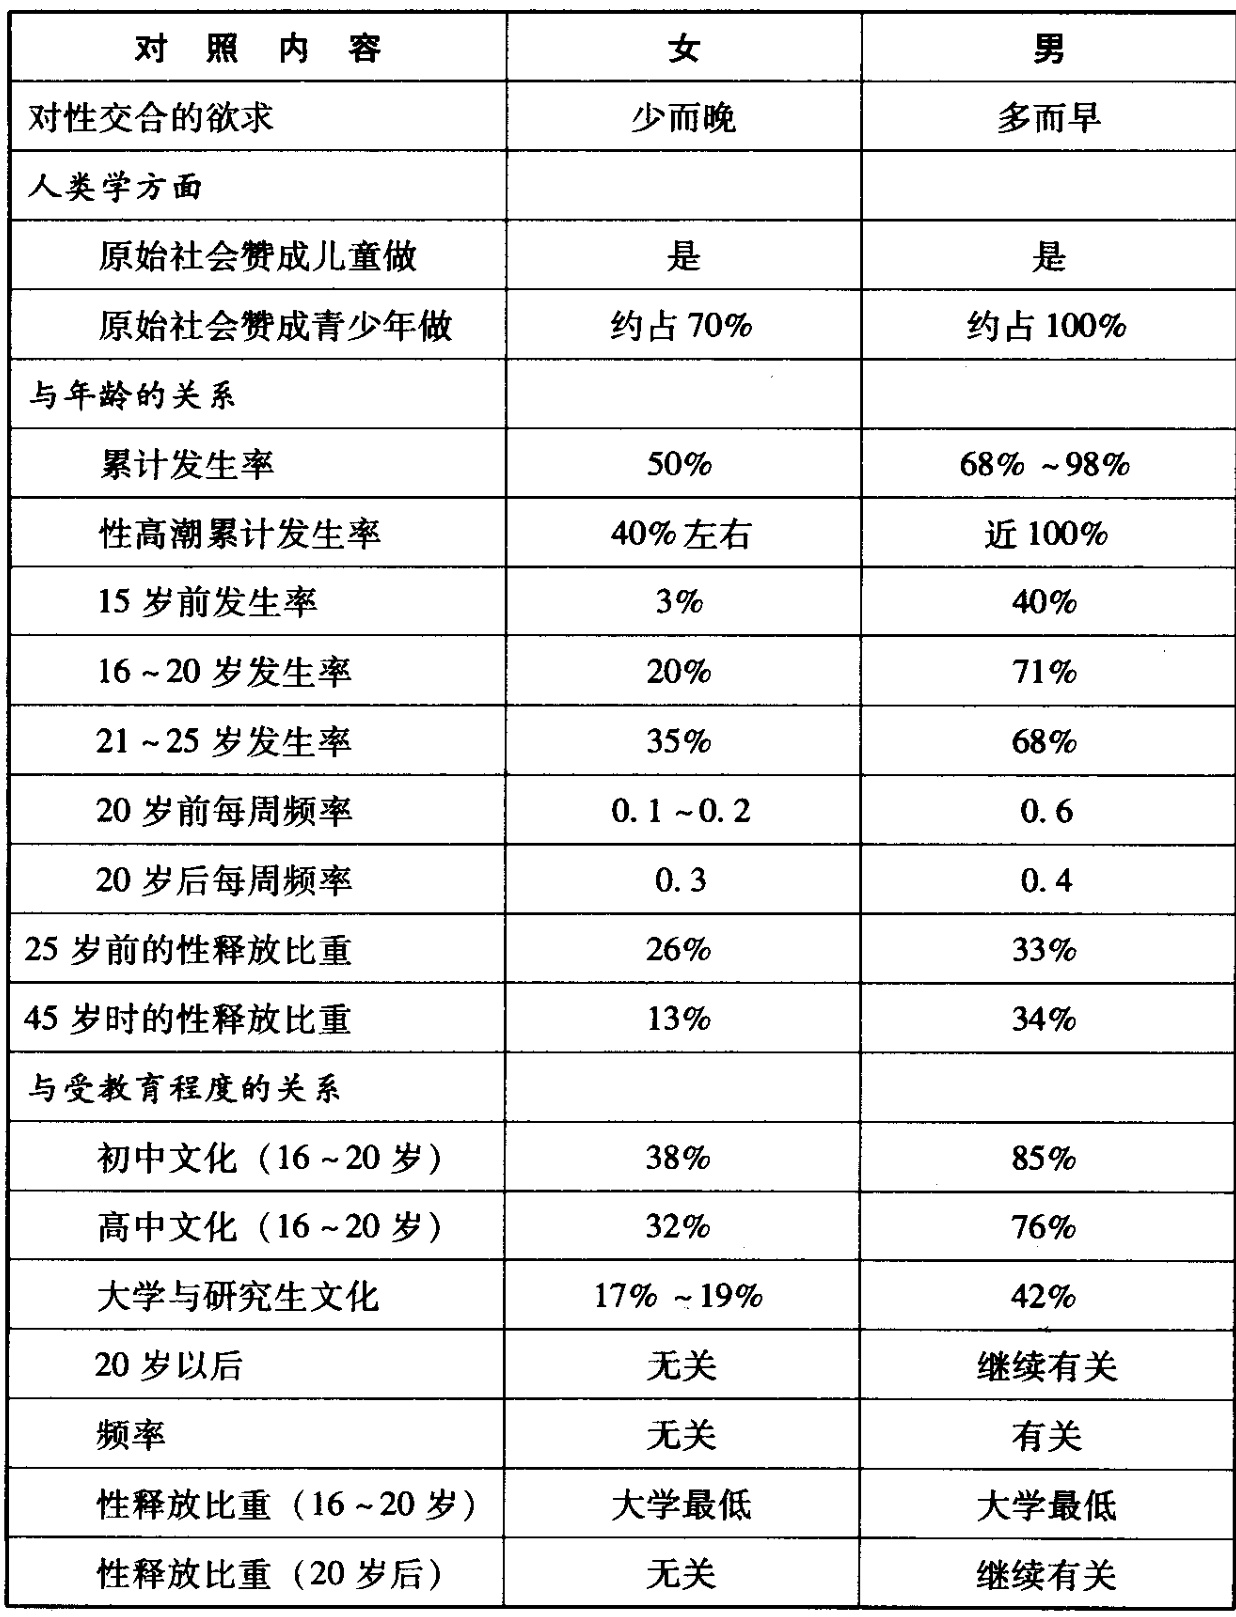 对照内容 女 男
对性交合的欲求 少而晚 多而早
人类学方面
原始社会赞成儿童做 是 是
原始社会赞成青少年做 约占 70% 约占 100%
与年龄的关系
累计发生率 50% 68% ~98%
性高潮累计发生率 40% 左右 近 100%
15 岁前发生率 3% 40%
16 ~ 20 岁发生率 20% 71%
21 ~ 25 岁发生率 35% 68%
20 岁前每周频率 0. 1 ~ 0. 2 0. 6
20 岁后每周频率 0. 3 0. 4
25 岁前的性释放比重 26% 33%
45 岁时的性释放比重 13% 34%
与受教育程度的关系
初中文化（16 ~ 20 岁） 38% 85%
高中文化（16 ~ 20 岁） 32% 76%
大学与研究生文化 17% ~ 19% 42%
20 岁以后 无关 继续有关
频率 无关 有关
性释放比重（16 ~ 20 岁） 大学最低 大学最低
性释放比重（20 岁后） 无关 继续有关